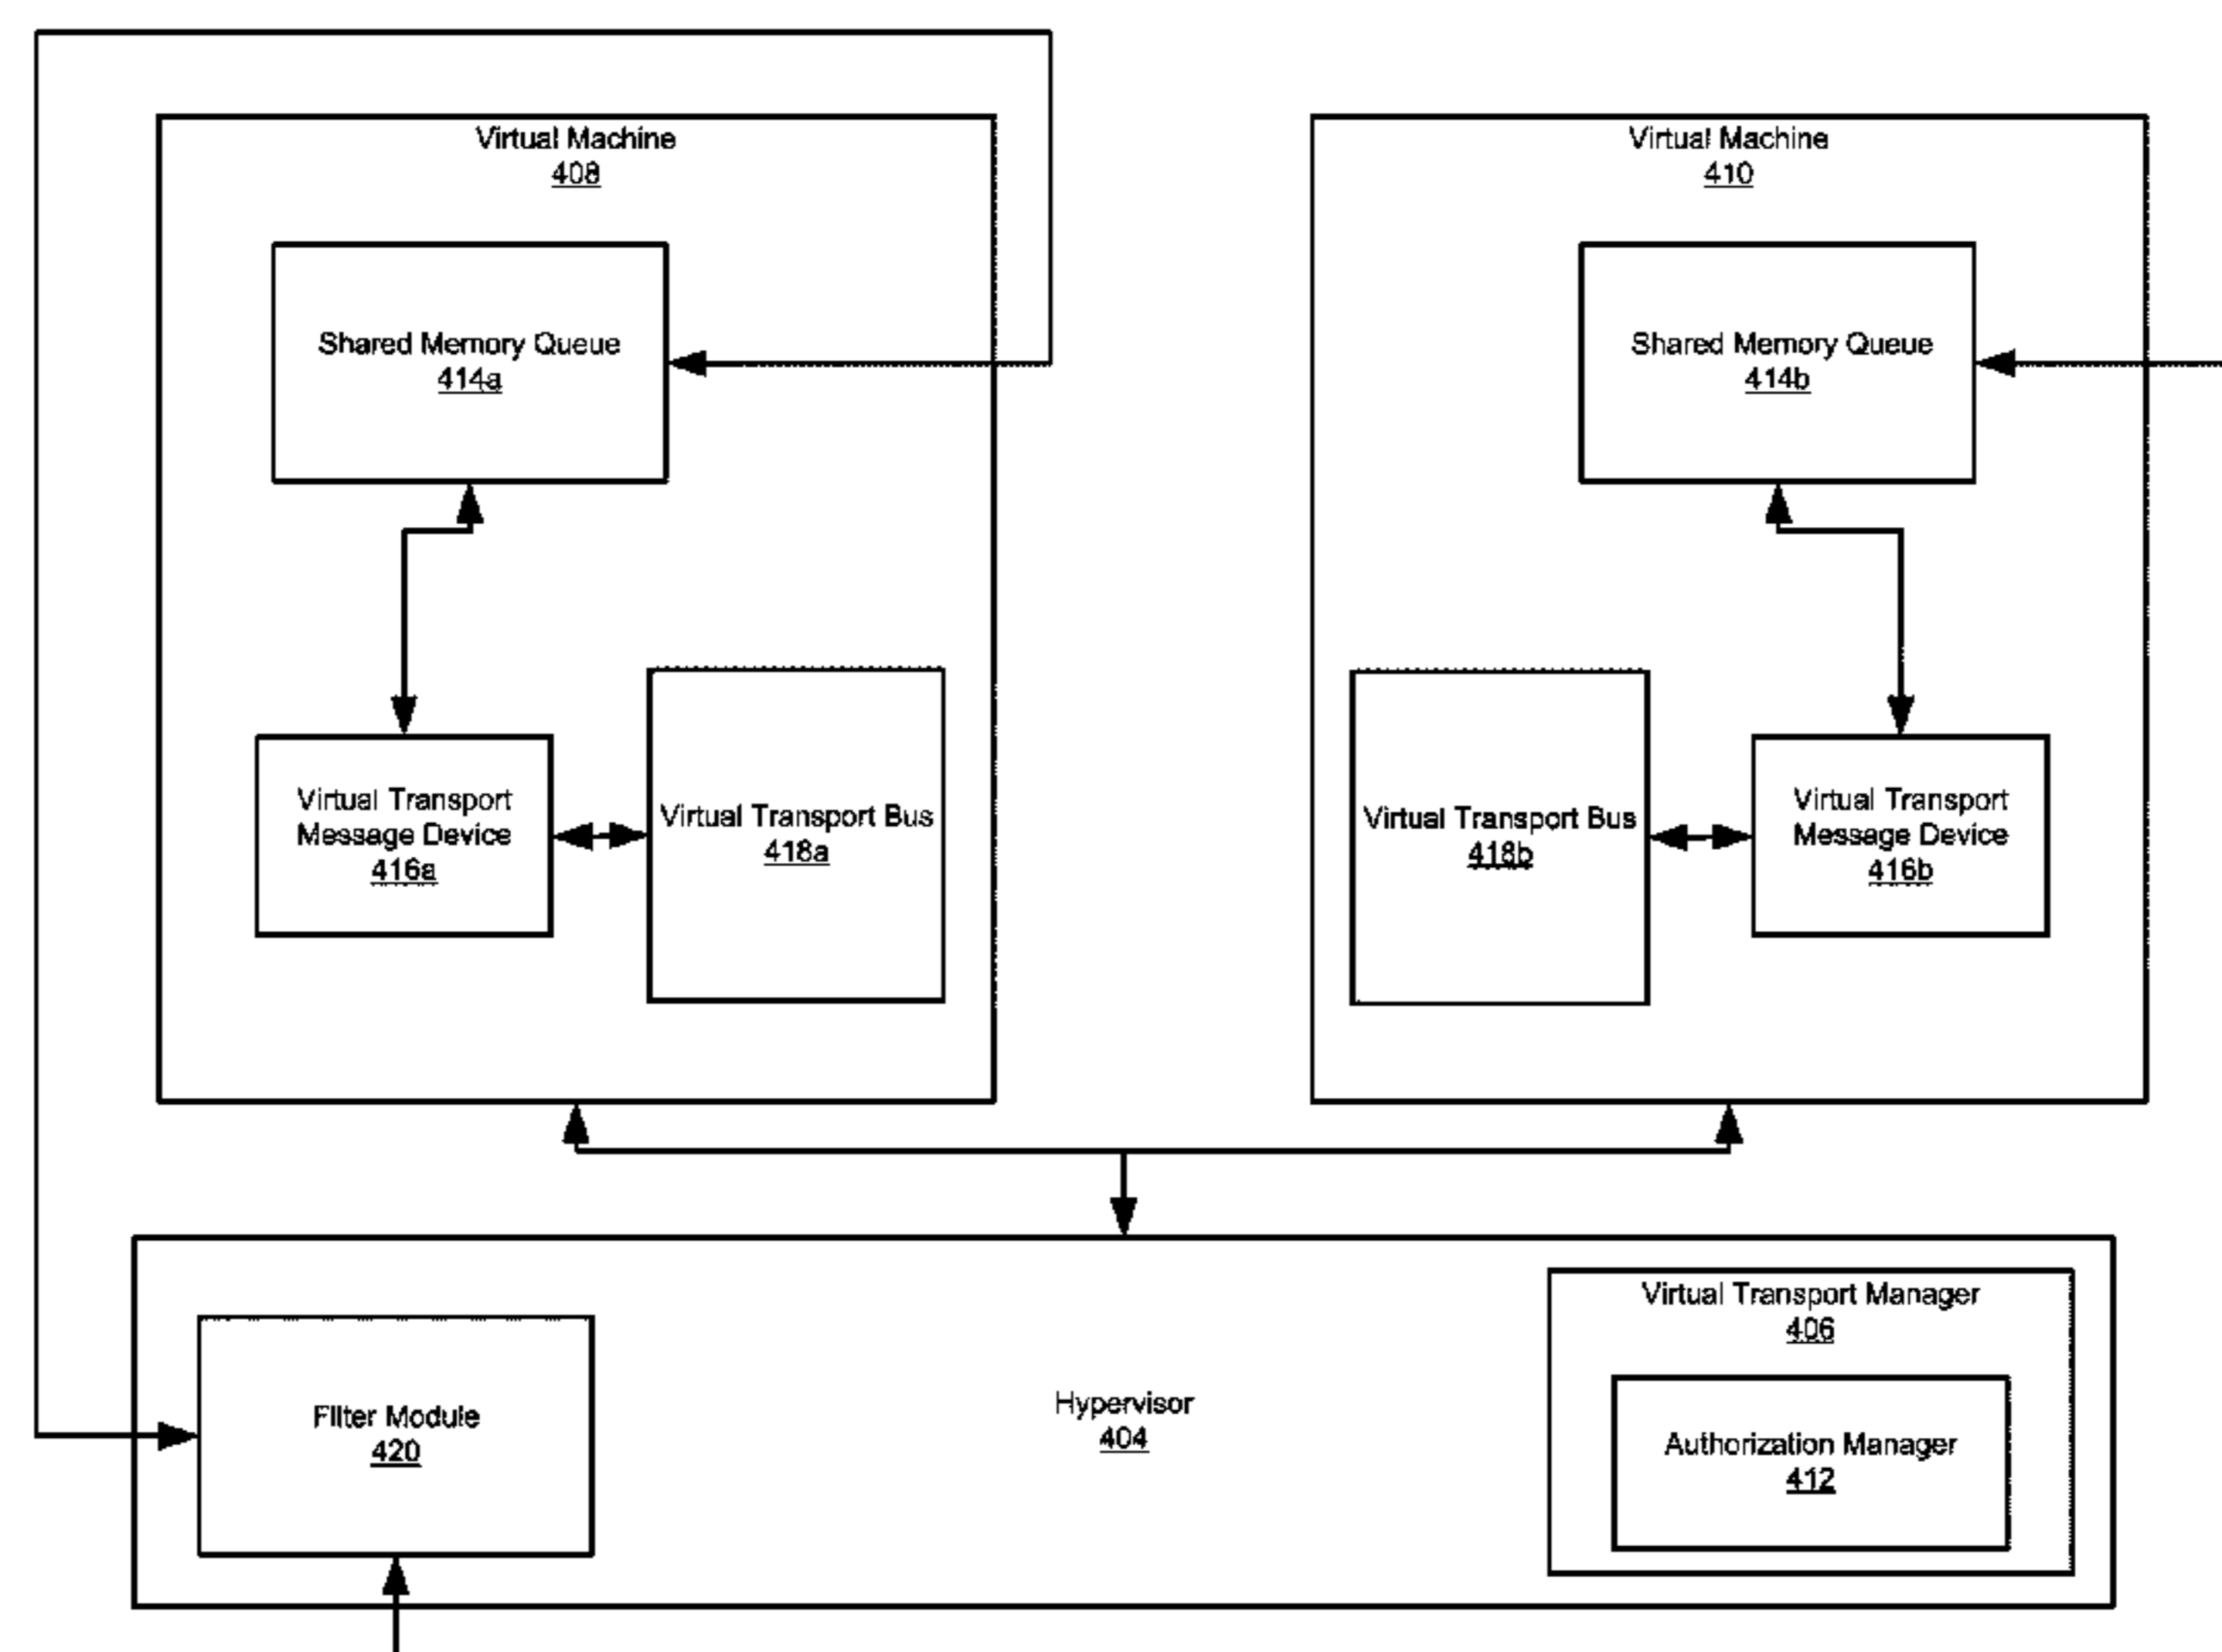 Virtual Machine
408
Shared Memory Queue
414a
Virtual Transport
Message Device
416a
Virtual Transport Bus
418a
Virtual Machine
410
Shared Memory Queue
414b
Virtual Transport Bus
418b
Virtual Transport
Message Device
416b
Filter Module
420
Hypervisor
404
Virtual Transport Manager
406
Authorization Manager
412